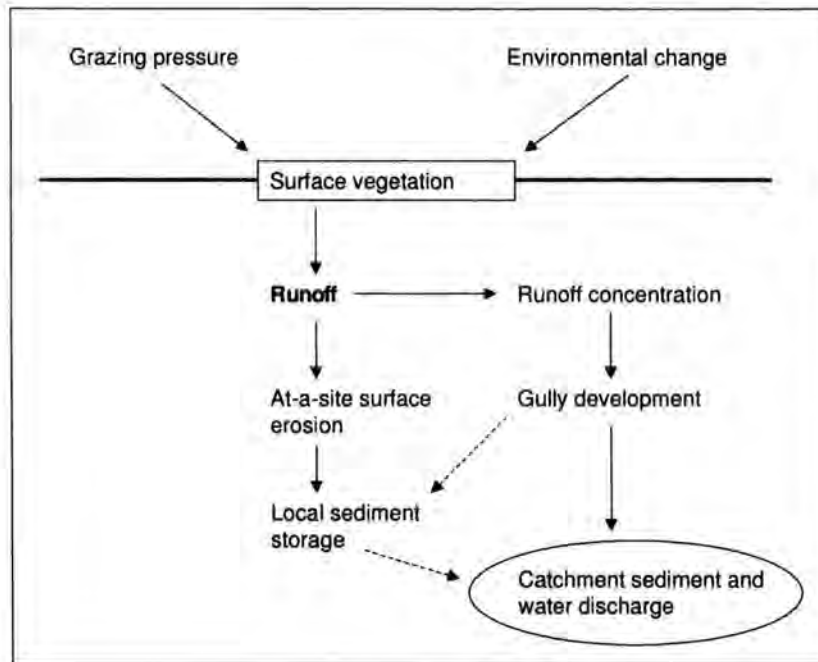 Grazing pressure
Environmental change
Surface vegetation
Runoff
Runoff concentration
At-a-site surface
erosion
Gully development
Local sediment
storage
Catchment sediment and
water discharge